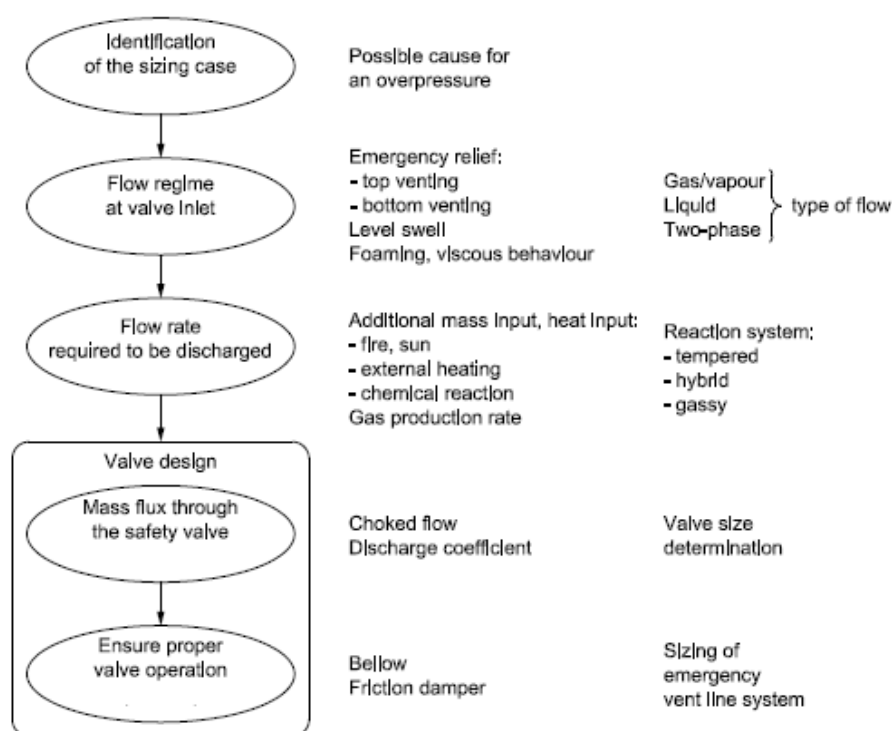 Identification
of the sizing case
Possible cause for
an overpressure
Flow regime
at valve inlet
Emergency relief:
- top venting
- bottom venting
Level swell
Foaming, viscous behaviour
Gas/vapour
Liquid
Two-phase
type of flow
Flow rate
required to be discharged
Additional mass input, heat input:
- fire, sun
- external heating
- chemical reaction
Gas production rate
Reaction system:
- tempered
- hybrid
- gassy
Valve design
Mass flux through
the safety valve
Choked flow
Discharge coefficient
Valve size
determination
Ensure proper
valve operation
Bellow
Friction damper
Sizing of
emergency
vent line system